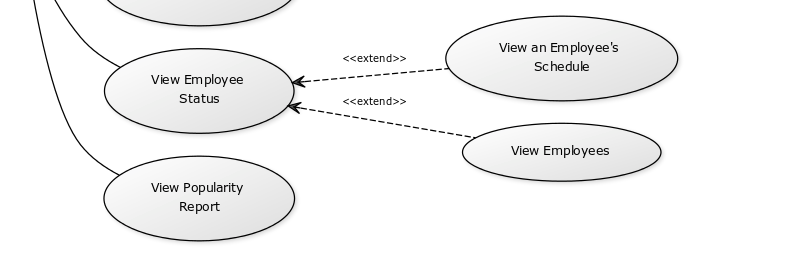 View an Employee's
Schedule
<<extend>>
View Employee
Status
<<extend>>
View Employees
View Popularity
Report